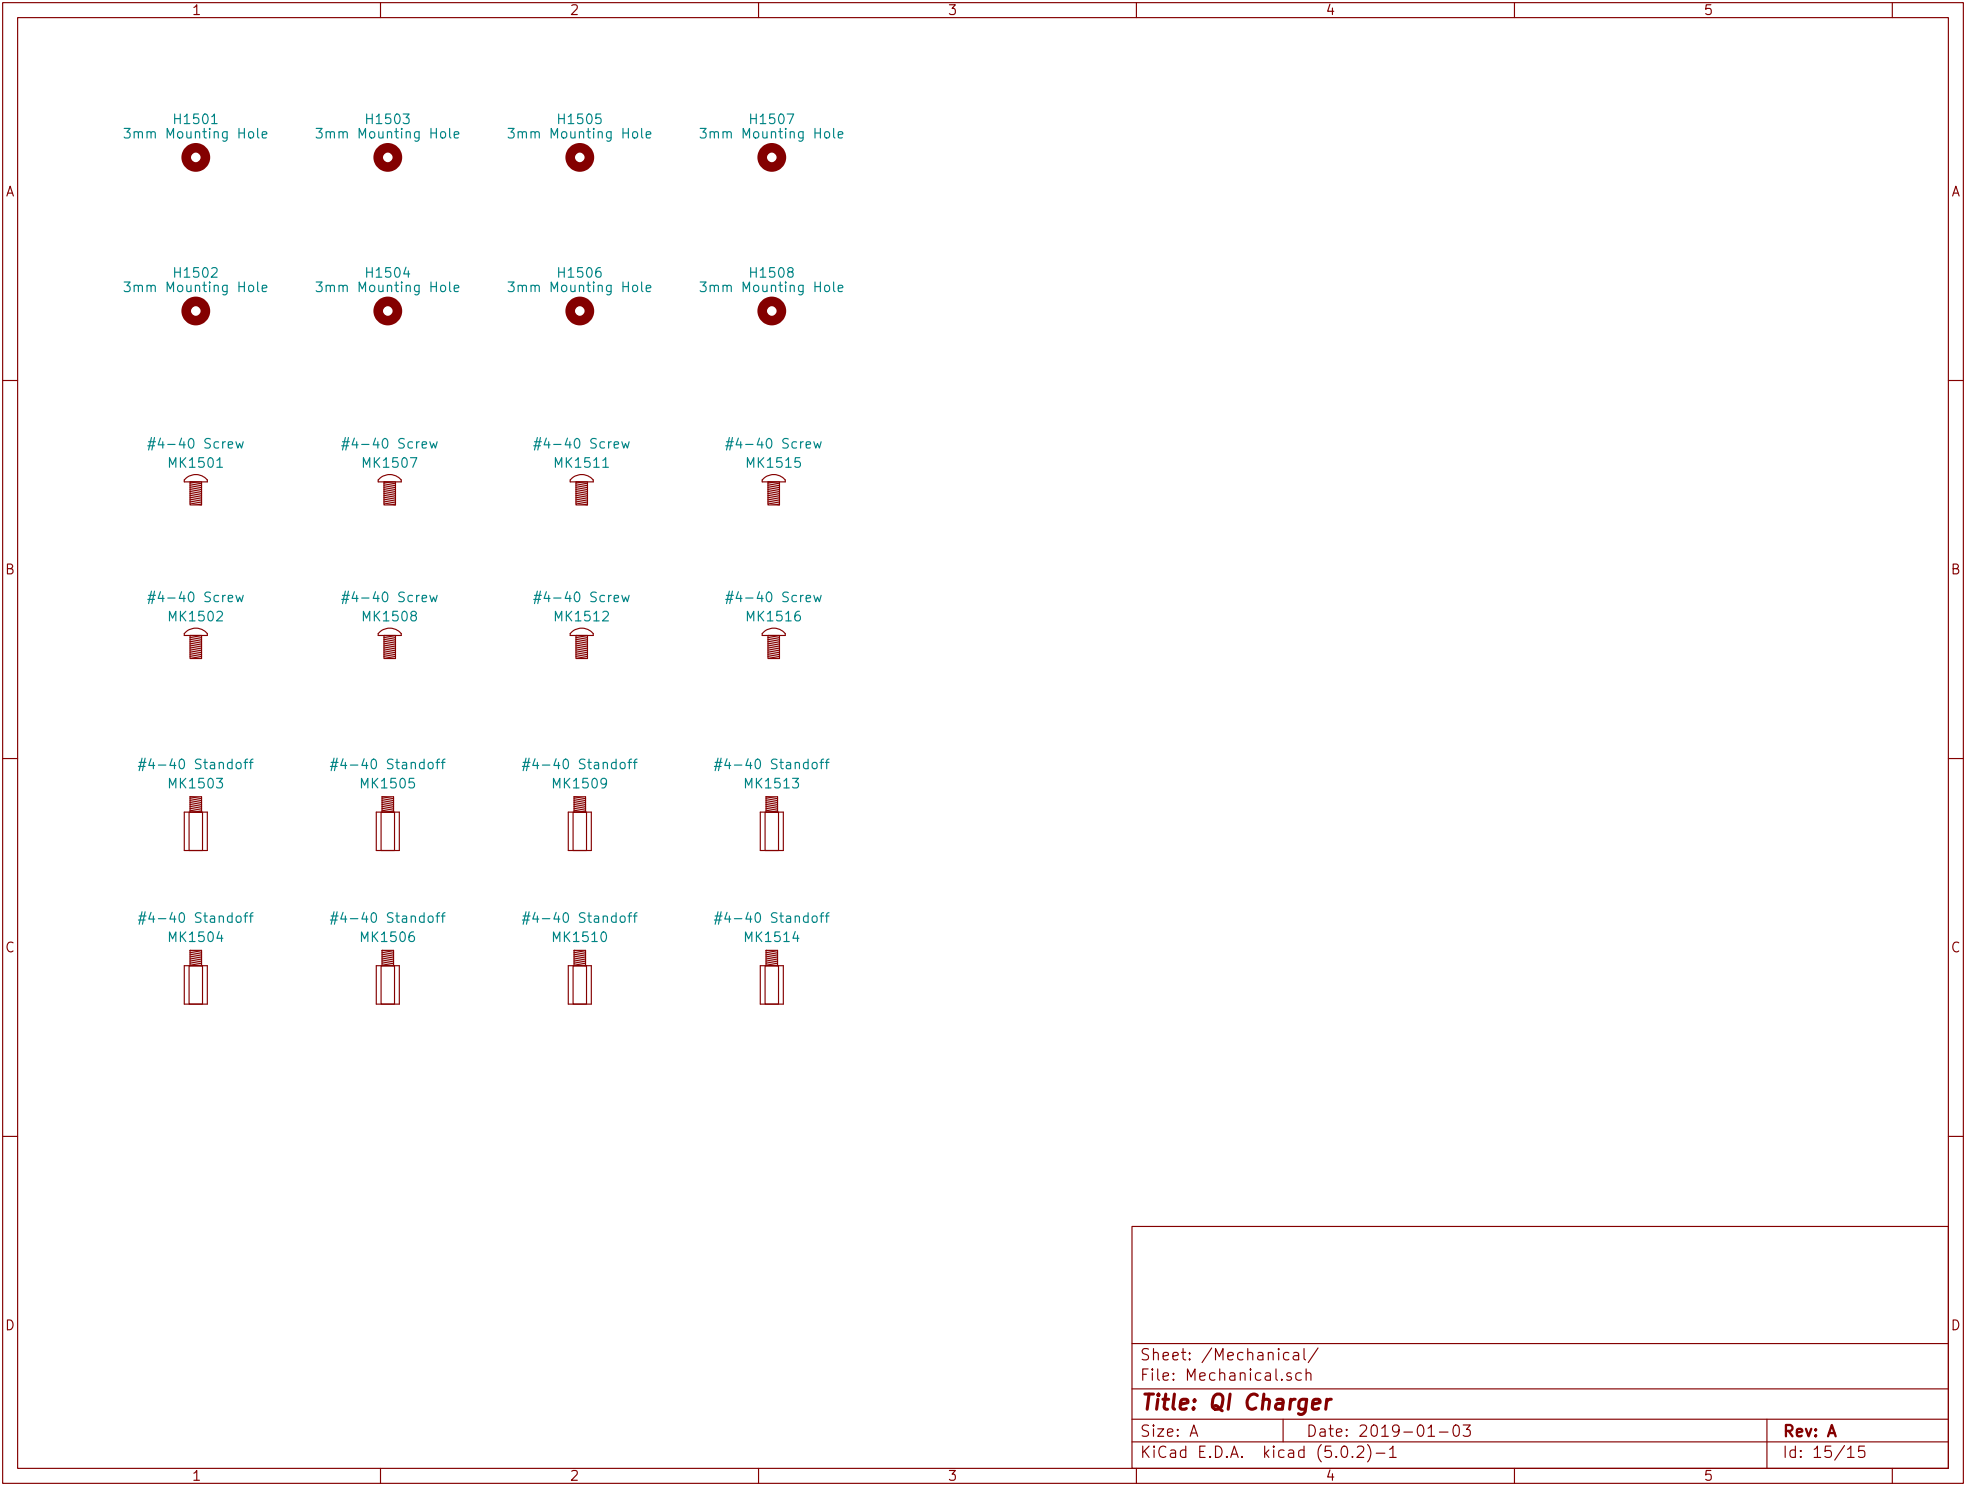 1 2 3 4 5
H1501 H1503 H1505 H1507
3mm Mounting Hole 3mm Mounting Hole 3mm Mounting Hole 3mm Mounting Hole
A A
H1502 H1504 H1506 H1508
3mm Mounting Hole 3mm Mounting Hole 3mm Mounting Hole 3mm Mounting Hole
#4-40 Screw #4-40 Screw #4-40 Screw #4-40 Screw
MK1501 MK1507 MK1511 MK1515
B B
#4-40 Screw #4-40 Screw #4-40 Screw #4-40 Screw
MK1502 MK1508 MK1512 MK1516
#4-40 Standoff #4-40 Standoff #4-40 Standoff #4-40 Standoff
MK1503 MK1505 MK1509 MK1513
#4-40 Standoff #4-40 Standoff #4-40 Standoff #4-40 Standoff
MK1504 MK1506 MK1510 MK1514
C C
D D
Sheet: /Mechanical/
File: Mechanical.sch
Title: QI Charger
Size: A Date: 2019-01-03 Rev: A
KiCad E.D.A. kicad (5.0.2)-1 Id: 15/15
1 2 3 4 5